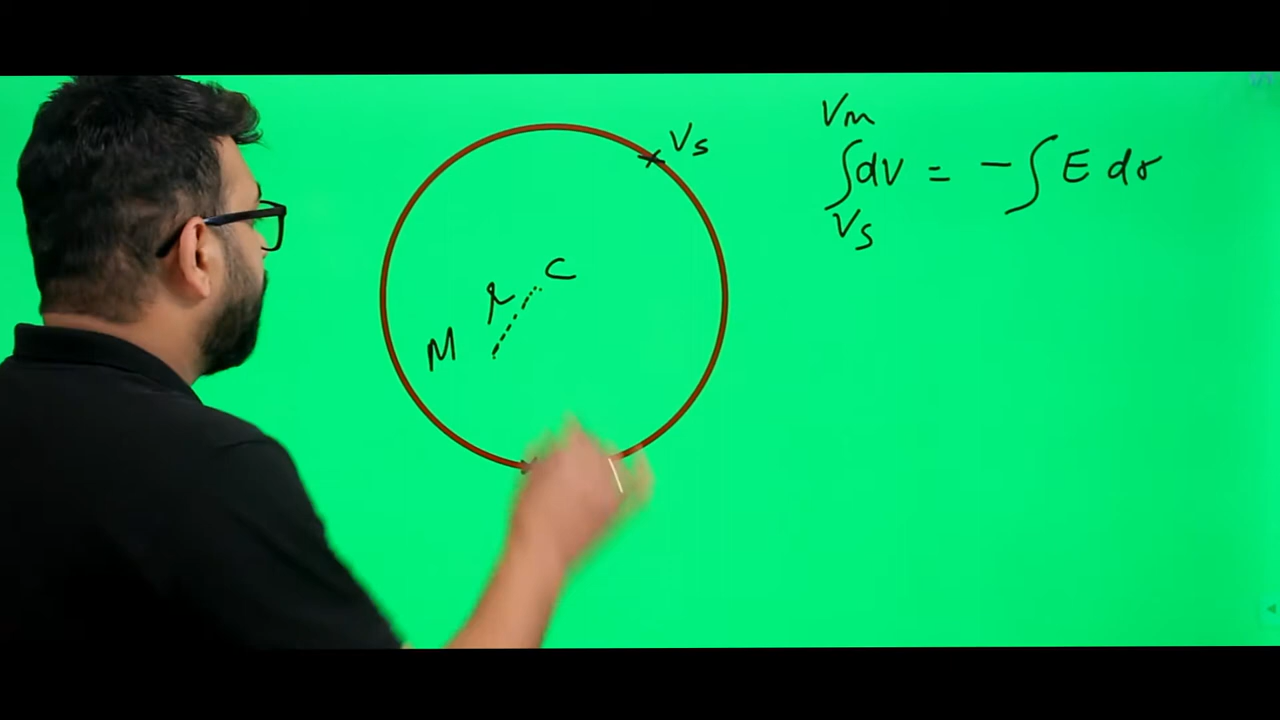 Vs
C
r
M
Vm
∫dV = -∫ E dr
Vs